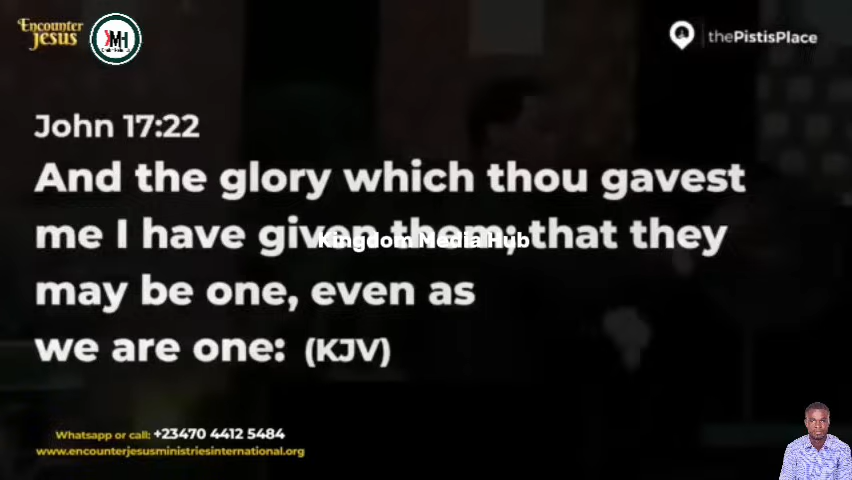 Encounter
Jesus
KMH
thePistisPlace
John 17:22
And the glory which thou gavest
me I have given them; that they
Kingdom Media Hub
may be one, even as
we are one: (KJV)
Whatsapp or call: +23470 4412 5484
www.encounterjesusministriesinternational.org